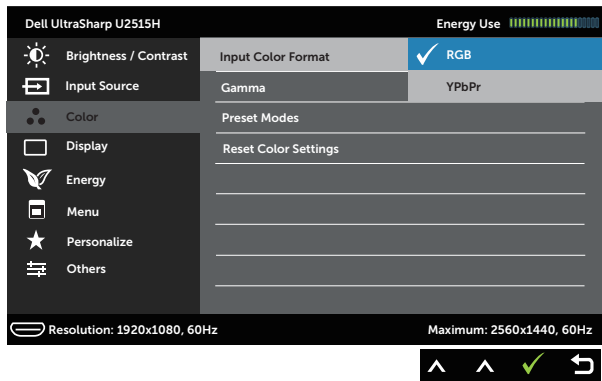 Dell UltraSharp U2515H Energy Use
Brightness / Contrast Input Color Format RGB
Input Source Gamma YPbPr
Color Preset Modes
Display Reset Color Settings
Energy
Menu
Personalize
Others
Resolution: 1920x1080, 60Hz Maximum: 2560x1440, 60Hz